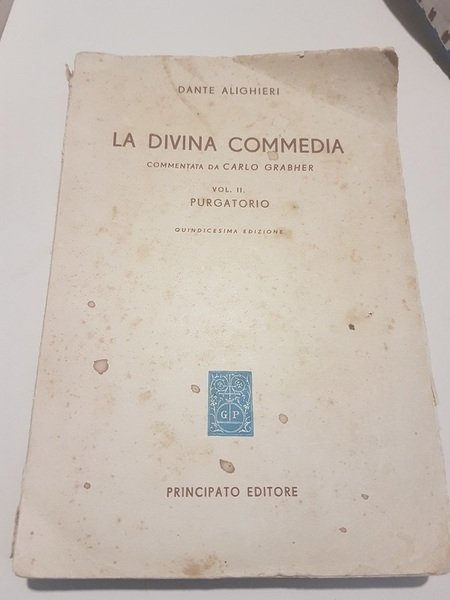 DANTE ALIGHIERI
LA DIVINA COMMEDIA
COMMENTATA DA CARLO GRABHER
VOL. II.
PURGATORIO
QUINDICESIMA EDIZIONE
G P
PRINCIPATO EDITORE